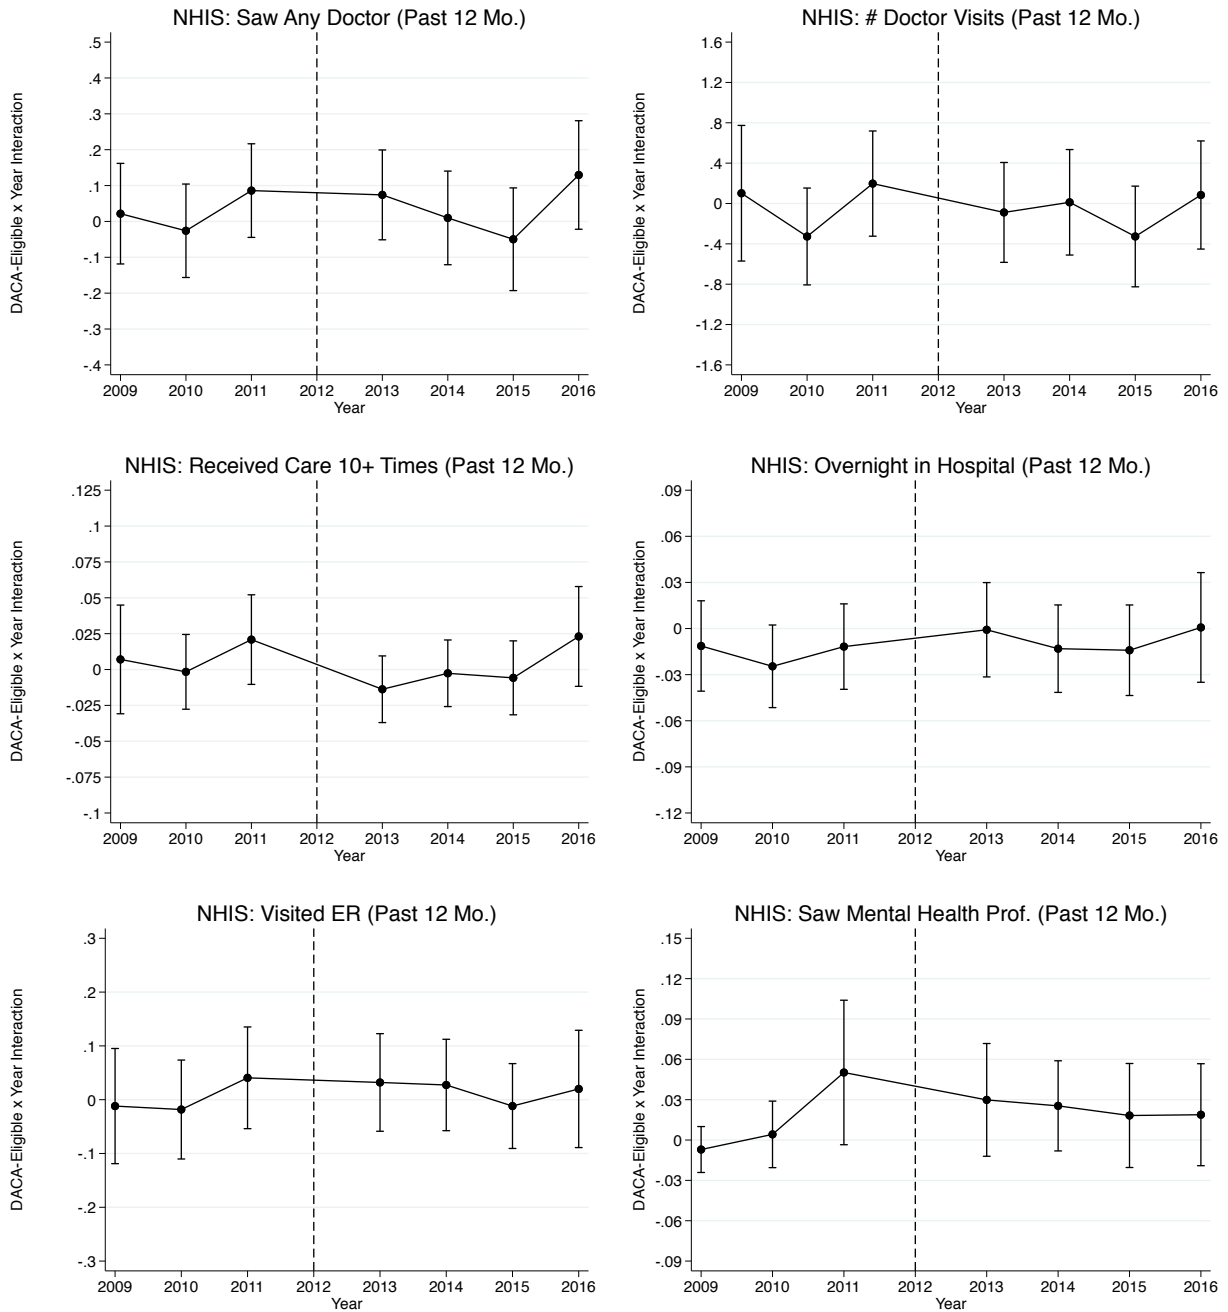 NHIS: Saw Any Doctor (Past 12 Mo.)
DACA-Eligible x Year Interaction
.5
.4
.3
.2
.1
0
-.1
-.2
-.3
-.4
2009 2010 2011 2012 2013 2014 2015 2016
Year
NHIS: # Doctor Visits (Past 12 Mo.)
DACA-Eligible x Year Interaction
1.6
1.2
.8
.4
0
-.4
-.8
-1.2
-1.6
2009 2010 2011 2012 2013 2014 2015 2016
Year
NHIS: Received Care 10+ Times (Past 12 Mo.)
DACA-Eligible x Year Interaction
.125
.1
.075
.05
.025
0
-.025
-.05
-.075
-.1
2009 2010 2011 2012 2013 2014 2015 2016
Year
NHIS: Overnight in Hospital (Past 12 Mo.)
DACA-Eligible x Year Interaction
.09
.06
.03
0
-.03
-.06
-.09
-.12
2009 2010 2011 2012 2013 2014 2015 2016
Year
NHIS: Visited ER (Past 12 Mo.)
DACA-Eligible x Year Interaction
.3
.2
.1
0
-.1
-.2
-.3
2009 2010 2011 2012 2013 2014 2015 2016
Year
NHIS: Saw Mental Health Prof. (Past 12 Mo.)
DACA-Eligible x Year Interaction
.15
.12
.09
.06
.03
0
-.03
-.06
-.09
2009 2010 2011 2012 2013 2014 2015 2016
Year